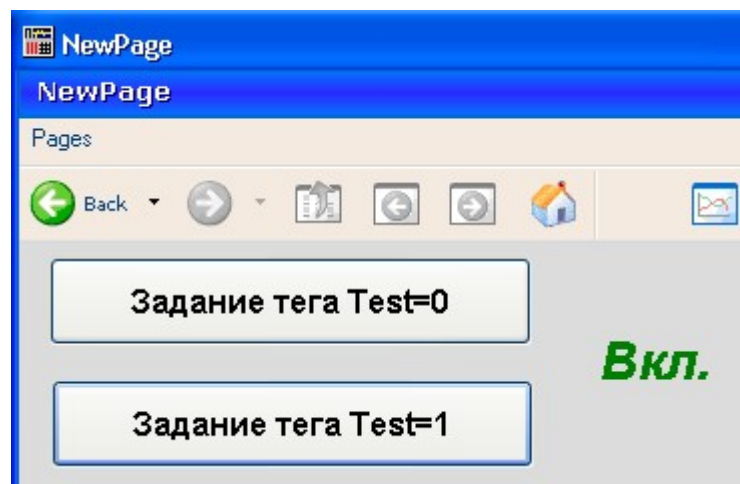 NewPage
NewPage
Pages
Back
Задание тега Test=0
Вкл.
Задание тега Test=1